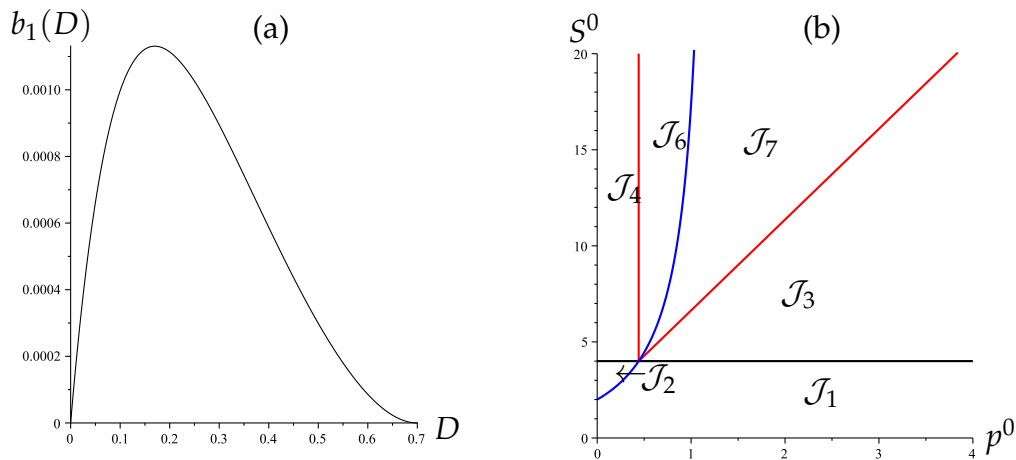 b₁(D)
(a)
0.0010
0.0008
0.0006
0.0004
0.0002
0
0 0.1 0.2 0.3 0.4 0.5 0.6 0.7
D
S⁰
(b)
20
15
10
5
0
𝒥₆
𝒥₇
𝒥₄
𝒥₃
←𝒥₂
𝒥₁
0 1 2 3 4
p⁰